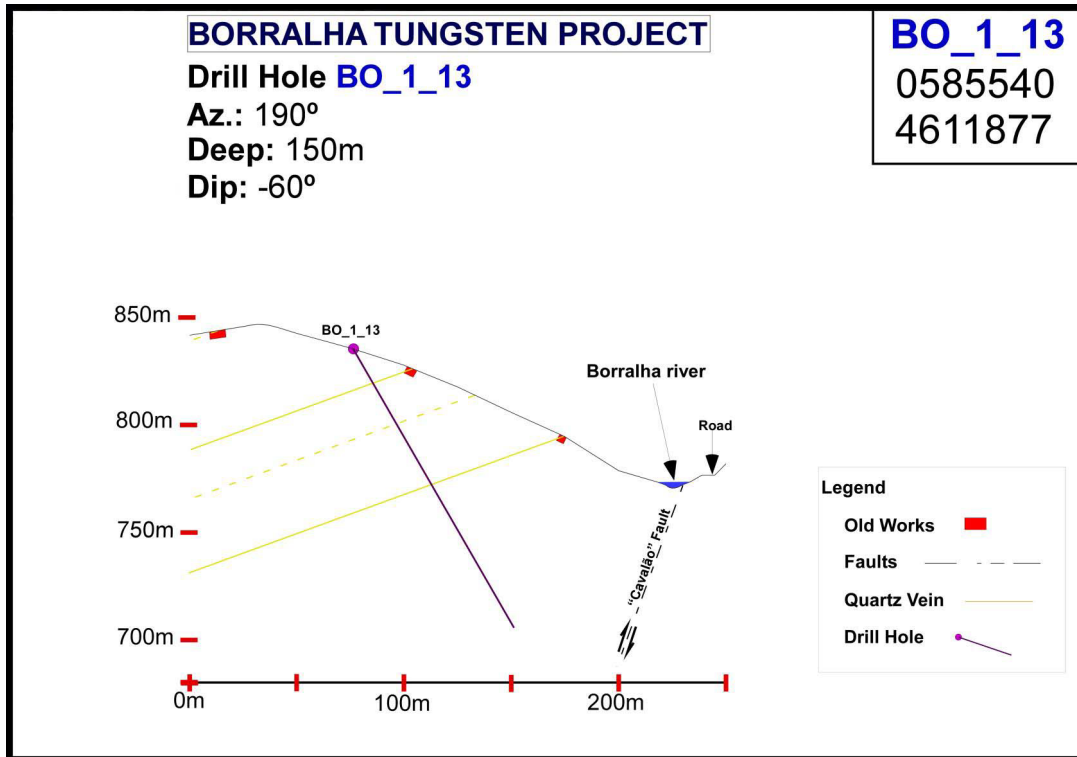 BORRALHA TUNGSTEN PROJECT
Drill Hole BO_1_13
Az.: 190º
Deep: 150m
Dip: -60º
BO_1_13
0585540
4611877
850m
800m
750m
700m
0m
100m
200m
BO_1_13
Borralha river
Road
"Cavalão" Fault
Legend
Old Works
Faults
Quartz Vein
Drill Hole